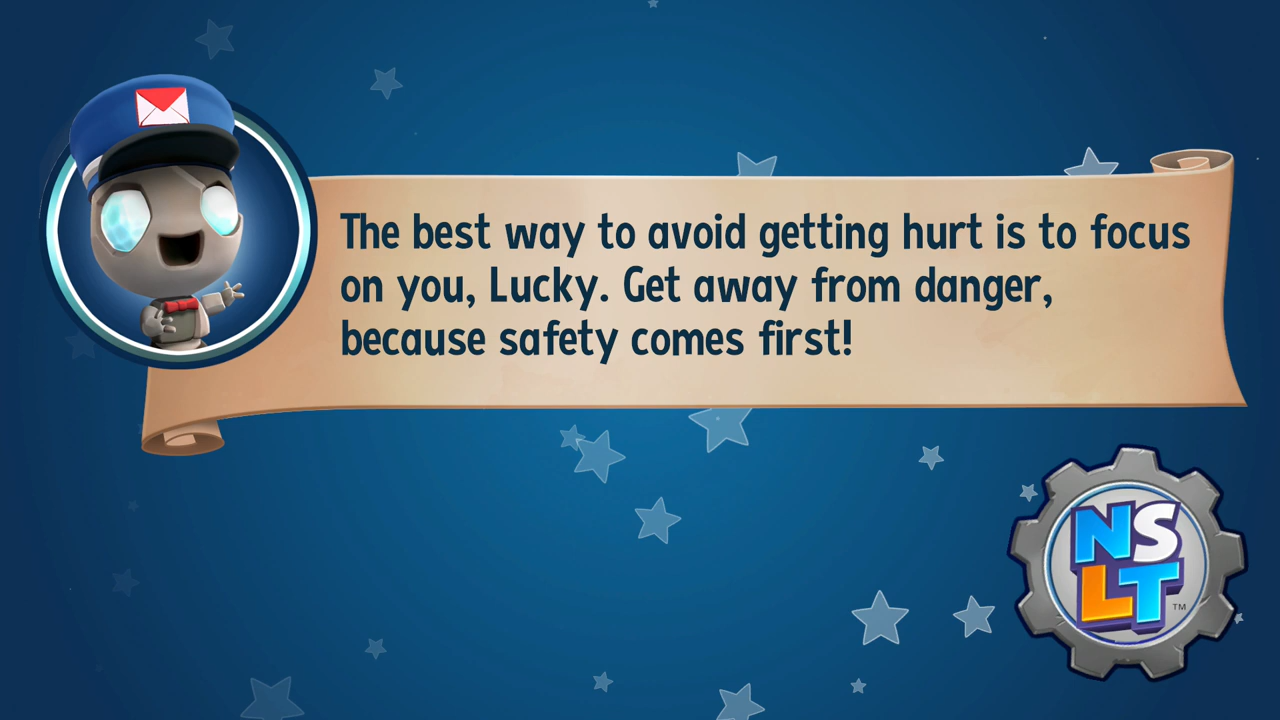 The best way to avoid getting hurt is to focus
on you, Lucky. Get away from danger,
because safety comes first!
NS
LT
TM